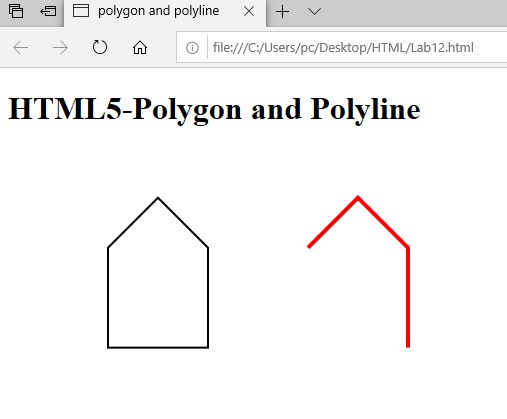 polygon and polyline
file:///C:/Users/pc/Desktop/HTML/Lab12.html
HTML5-Polygon and Polyline